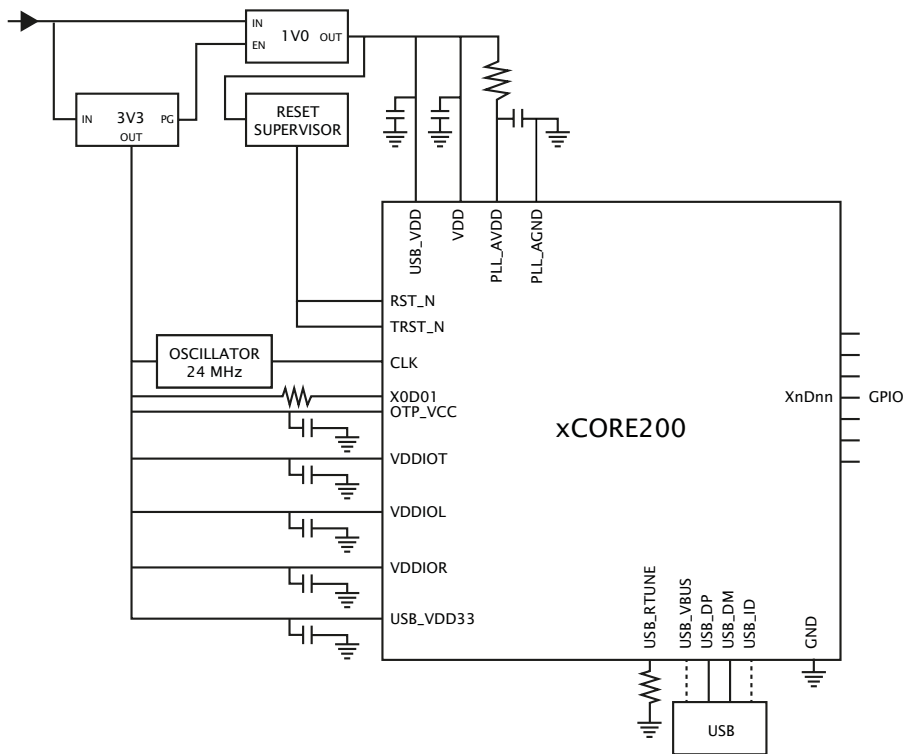 IN
EN
1V0
OUT
IN
3V3
PG
OUT
RESET
SUPERVISOR
USB_VDD
VDD
PLL_AVDD
PLL_AGND
RST_N
TRST_N
OSCILLATOR
24 MHz
CLK
X0D01
OTP_VCC
XnDnn
GPIO
xCORE200
VDDIOT
VDDIOL
VDDIOR
USB_VDD33
USB_RTUNE
USB_VBUS
USB_DP
USB_DM
USB_ID
GND
USB